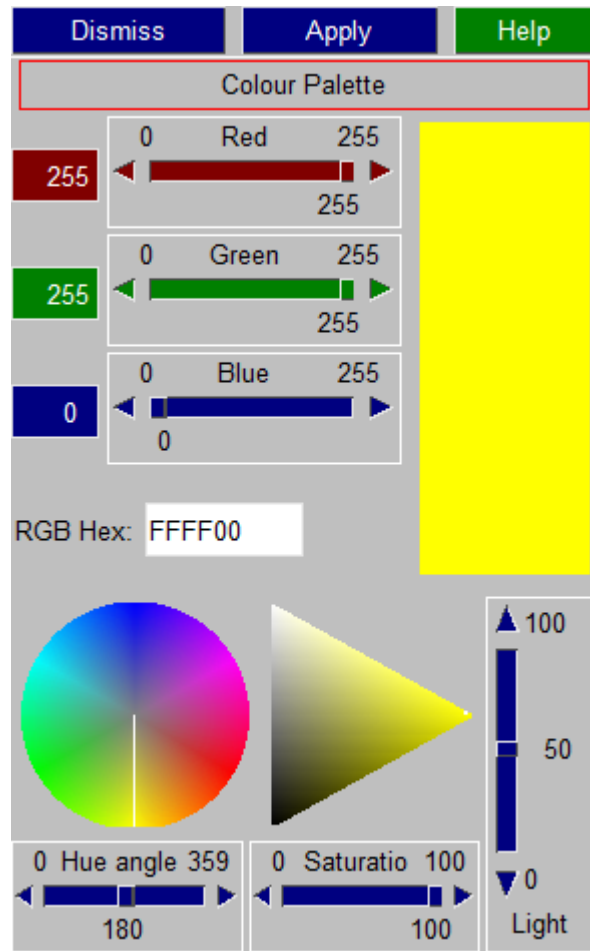 Dismiss Apply Help
Colour Palette
0 Red 255
255
255
0 Green 255
255
255
0 Blue 255
0
0
RGB Hex: FFFF00
100
50
0
Light
0 Hue angle 359
180
0 Saturatio 100
100